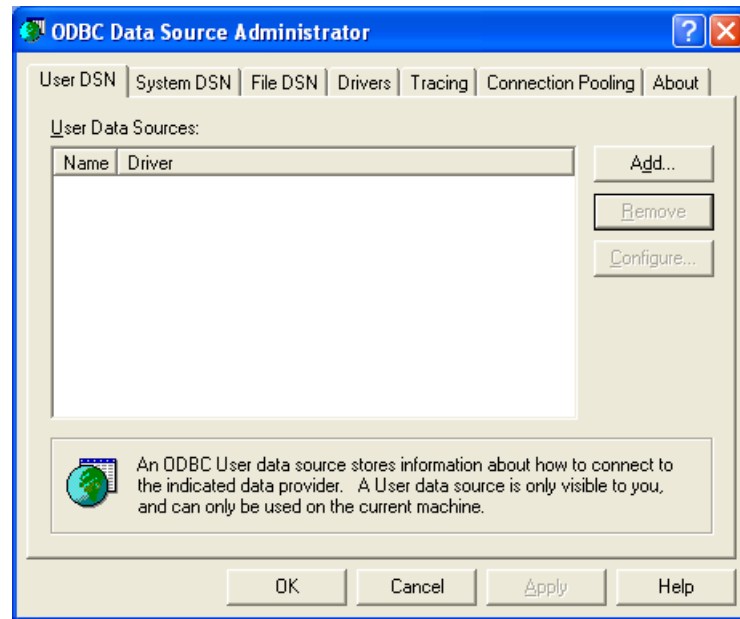 ODBC Data Source Administrator
User DSN System DSN File DSN Drivers Tracing Connection Pooling About
User Data Sources:
Name Driver
Add...
Remove
Configure...
An ODBC User data source stores information about how to connect to
the indicated data provider. A User data source is only visible to you,
and can only be used on the current machine.
OK Cancel Apply Help